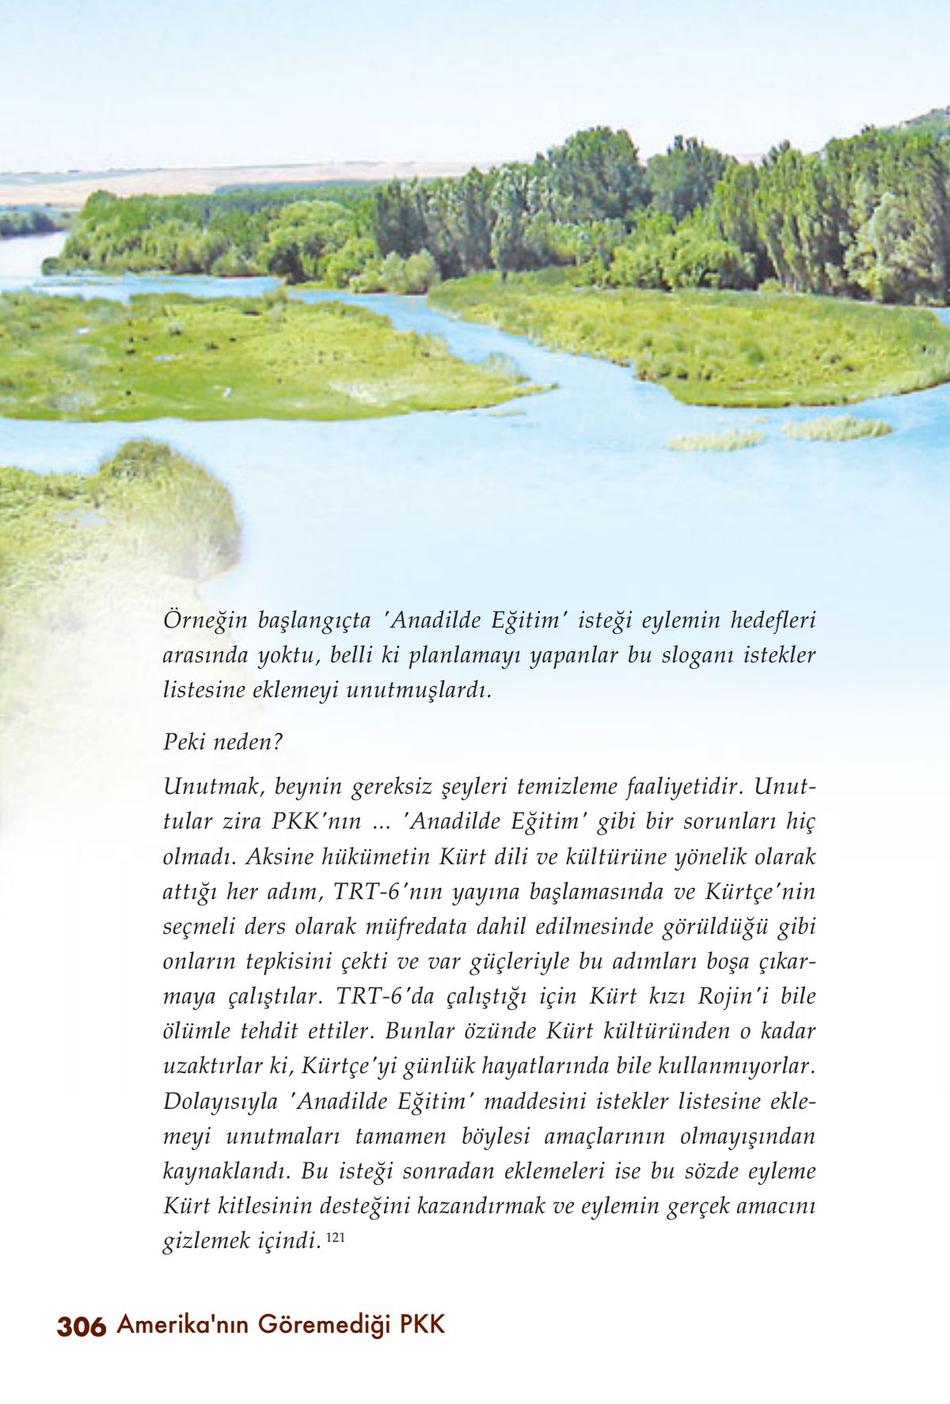 Örneğin başlangıçta 'Anadilde Eğitim' isteği eylemin hedefleri
arasında yoktu, belli ki planlamayı yapanlar bu sloganı istekler
listesine eklemeyi unutmuşlardı.
Peki neden?
Unutmak, beynin gereksiz şeyleri temizleme faaliyetidir. Unut-
tular zira PKK'nın ... 'Anadilde Eğitim' gibi bir sorunları hiç
olmadı. Aksine hükümetin Kürt dili ve kültürüne yönelik olarak
attığı her adım, TRT-6'nın yayına başlamasında ve Kürtçe'nin
seçmeli ders olarak müfredata dahil edilmesinde görüldüğü gibi
onların tepkisini çekti ve var güçleriyle bu adımları boşa çıkar-
maya çalıştılar. TRT-6'da çalıştığı için Kürt kızı Rojin'i bile
ölümle tehdit ettiler. Bunlar özünde Kürt kültüründen o kadar
uzaktırlar ki, Kürtçe'yi günlük hayatlarında bile kullanmıyorlar.
Dolayısıyla 'Anadilde Eğitim' maddesini istekler listesine ekle-
meyi unutmaları tamamen böylesi amaçlarının olmayışından
kaynaklandı. Bu isteği sonradan eklemeleri ise bu sözde eyleme
Kürt kitlesinin desteğini kazandırmak ve eylemin gerçek amacını
gizlemek içindi. 121
306 Amerika'nın Göremediği PKK